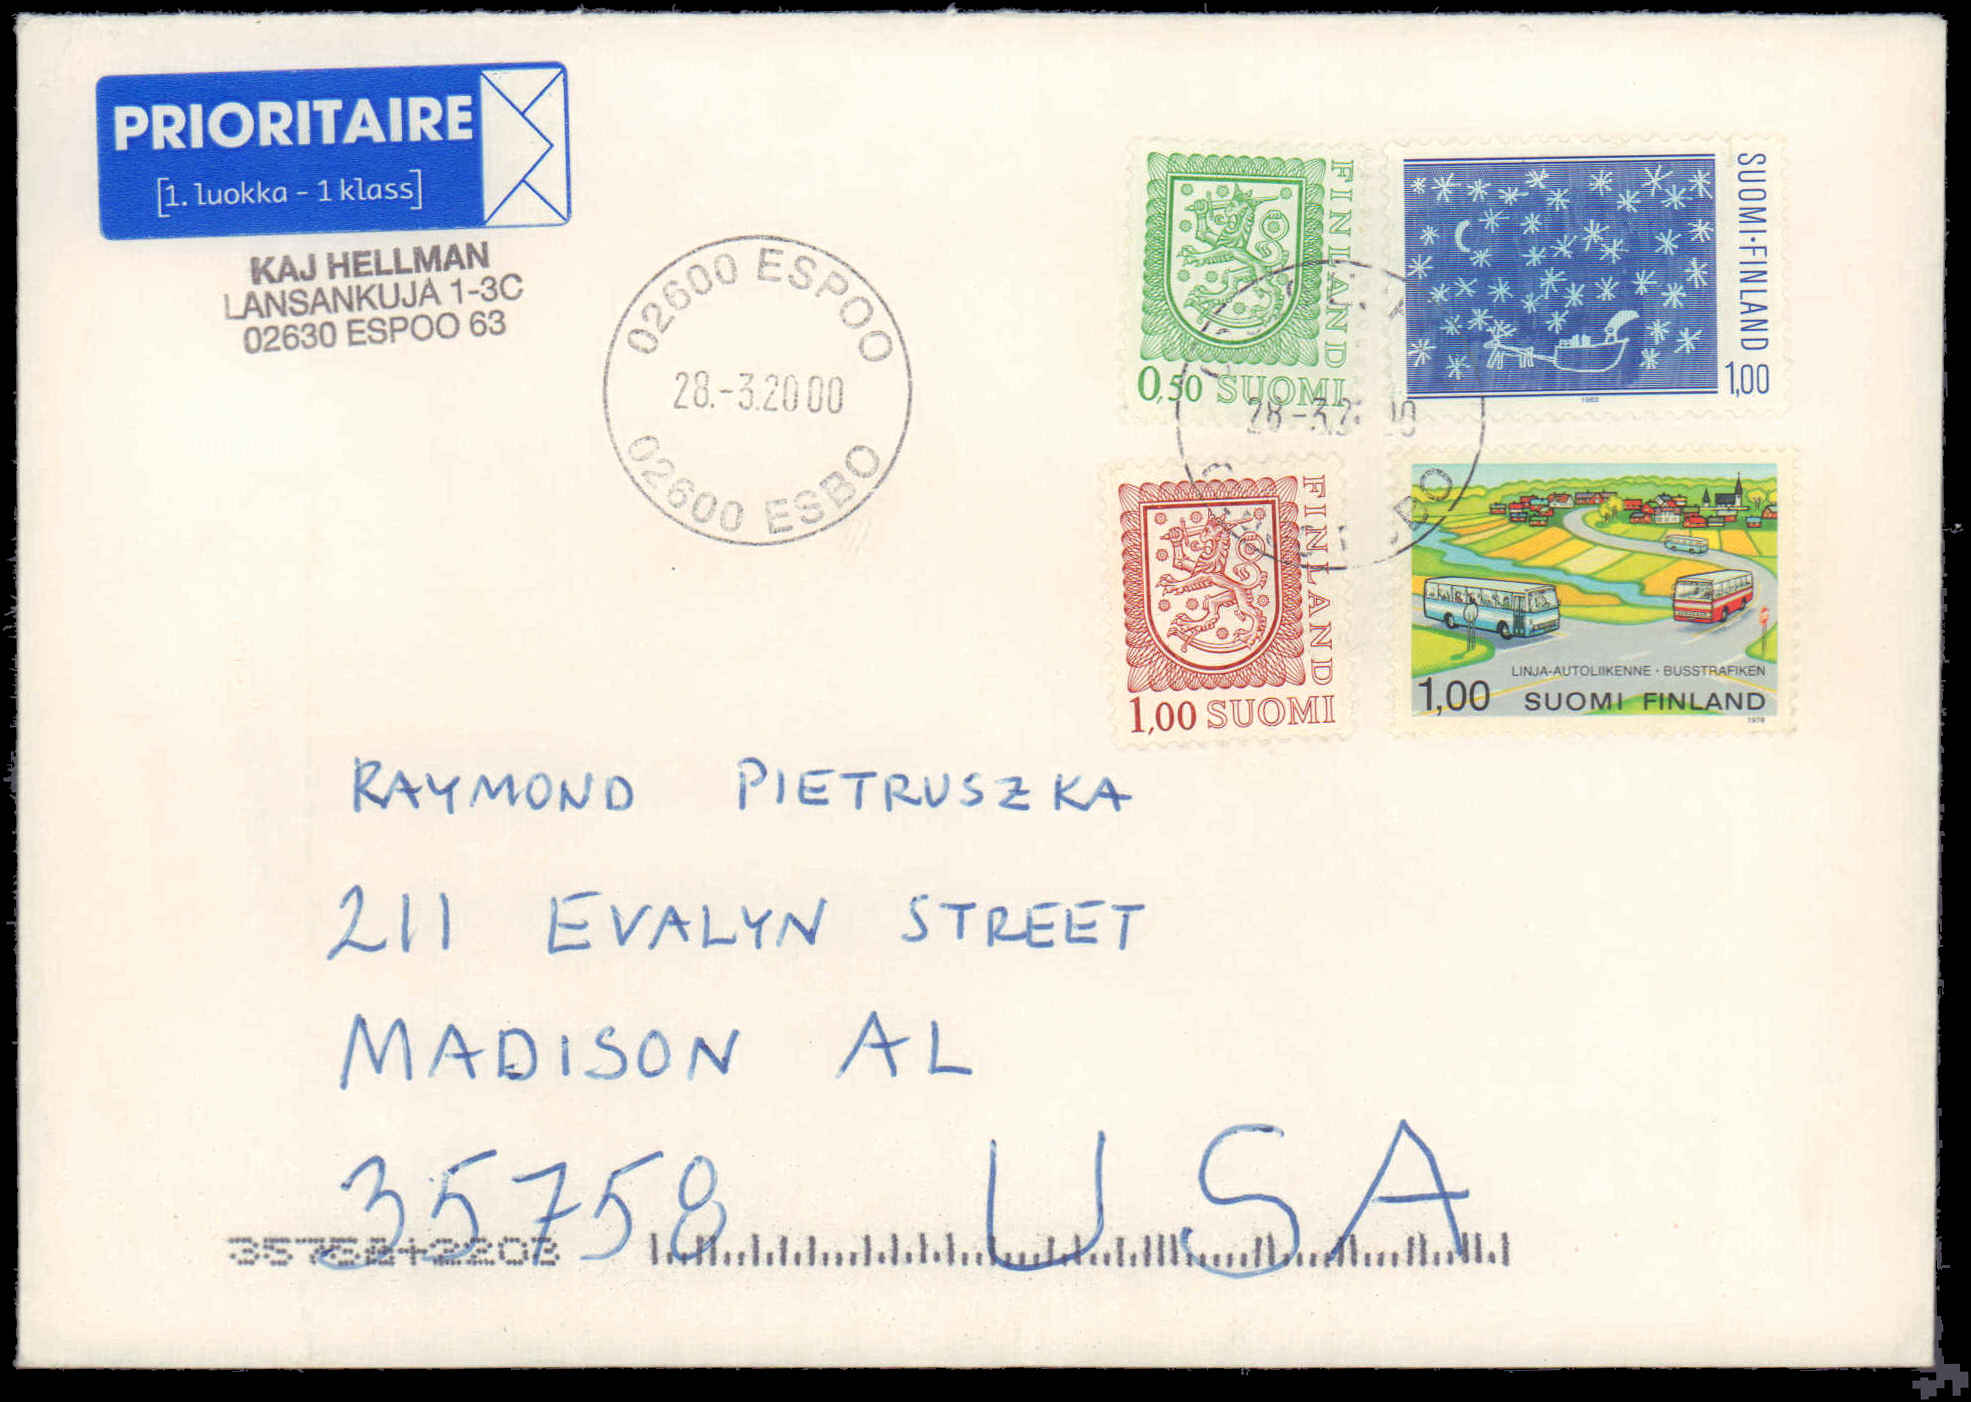 PRIORITAIRE
[1. luokka - 1 klass]
KAJ HELLMAN
LANSANKUJA 1-3C
02630 ESPOO 63
02600 ESPOO
28.-3.2000
02600 ESBO
FINLAND
0,50 SUOMI
SUOMI·FINLAND
1,00
FINLAND
1,00 SUOMI
LINJA-AUTOLIIKENNE · BUSSTRAFIKEN
1,00 SUOMI FINLAND
RAYMOND PIETRUSZKA
211 EVALYN STREET
MADISON AL
35758 USA